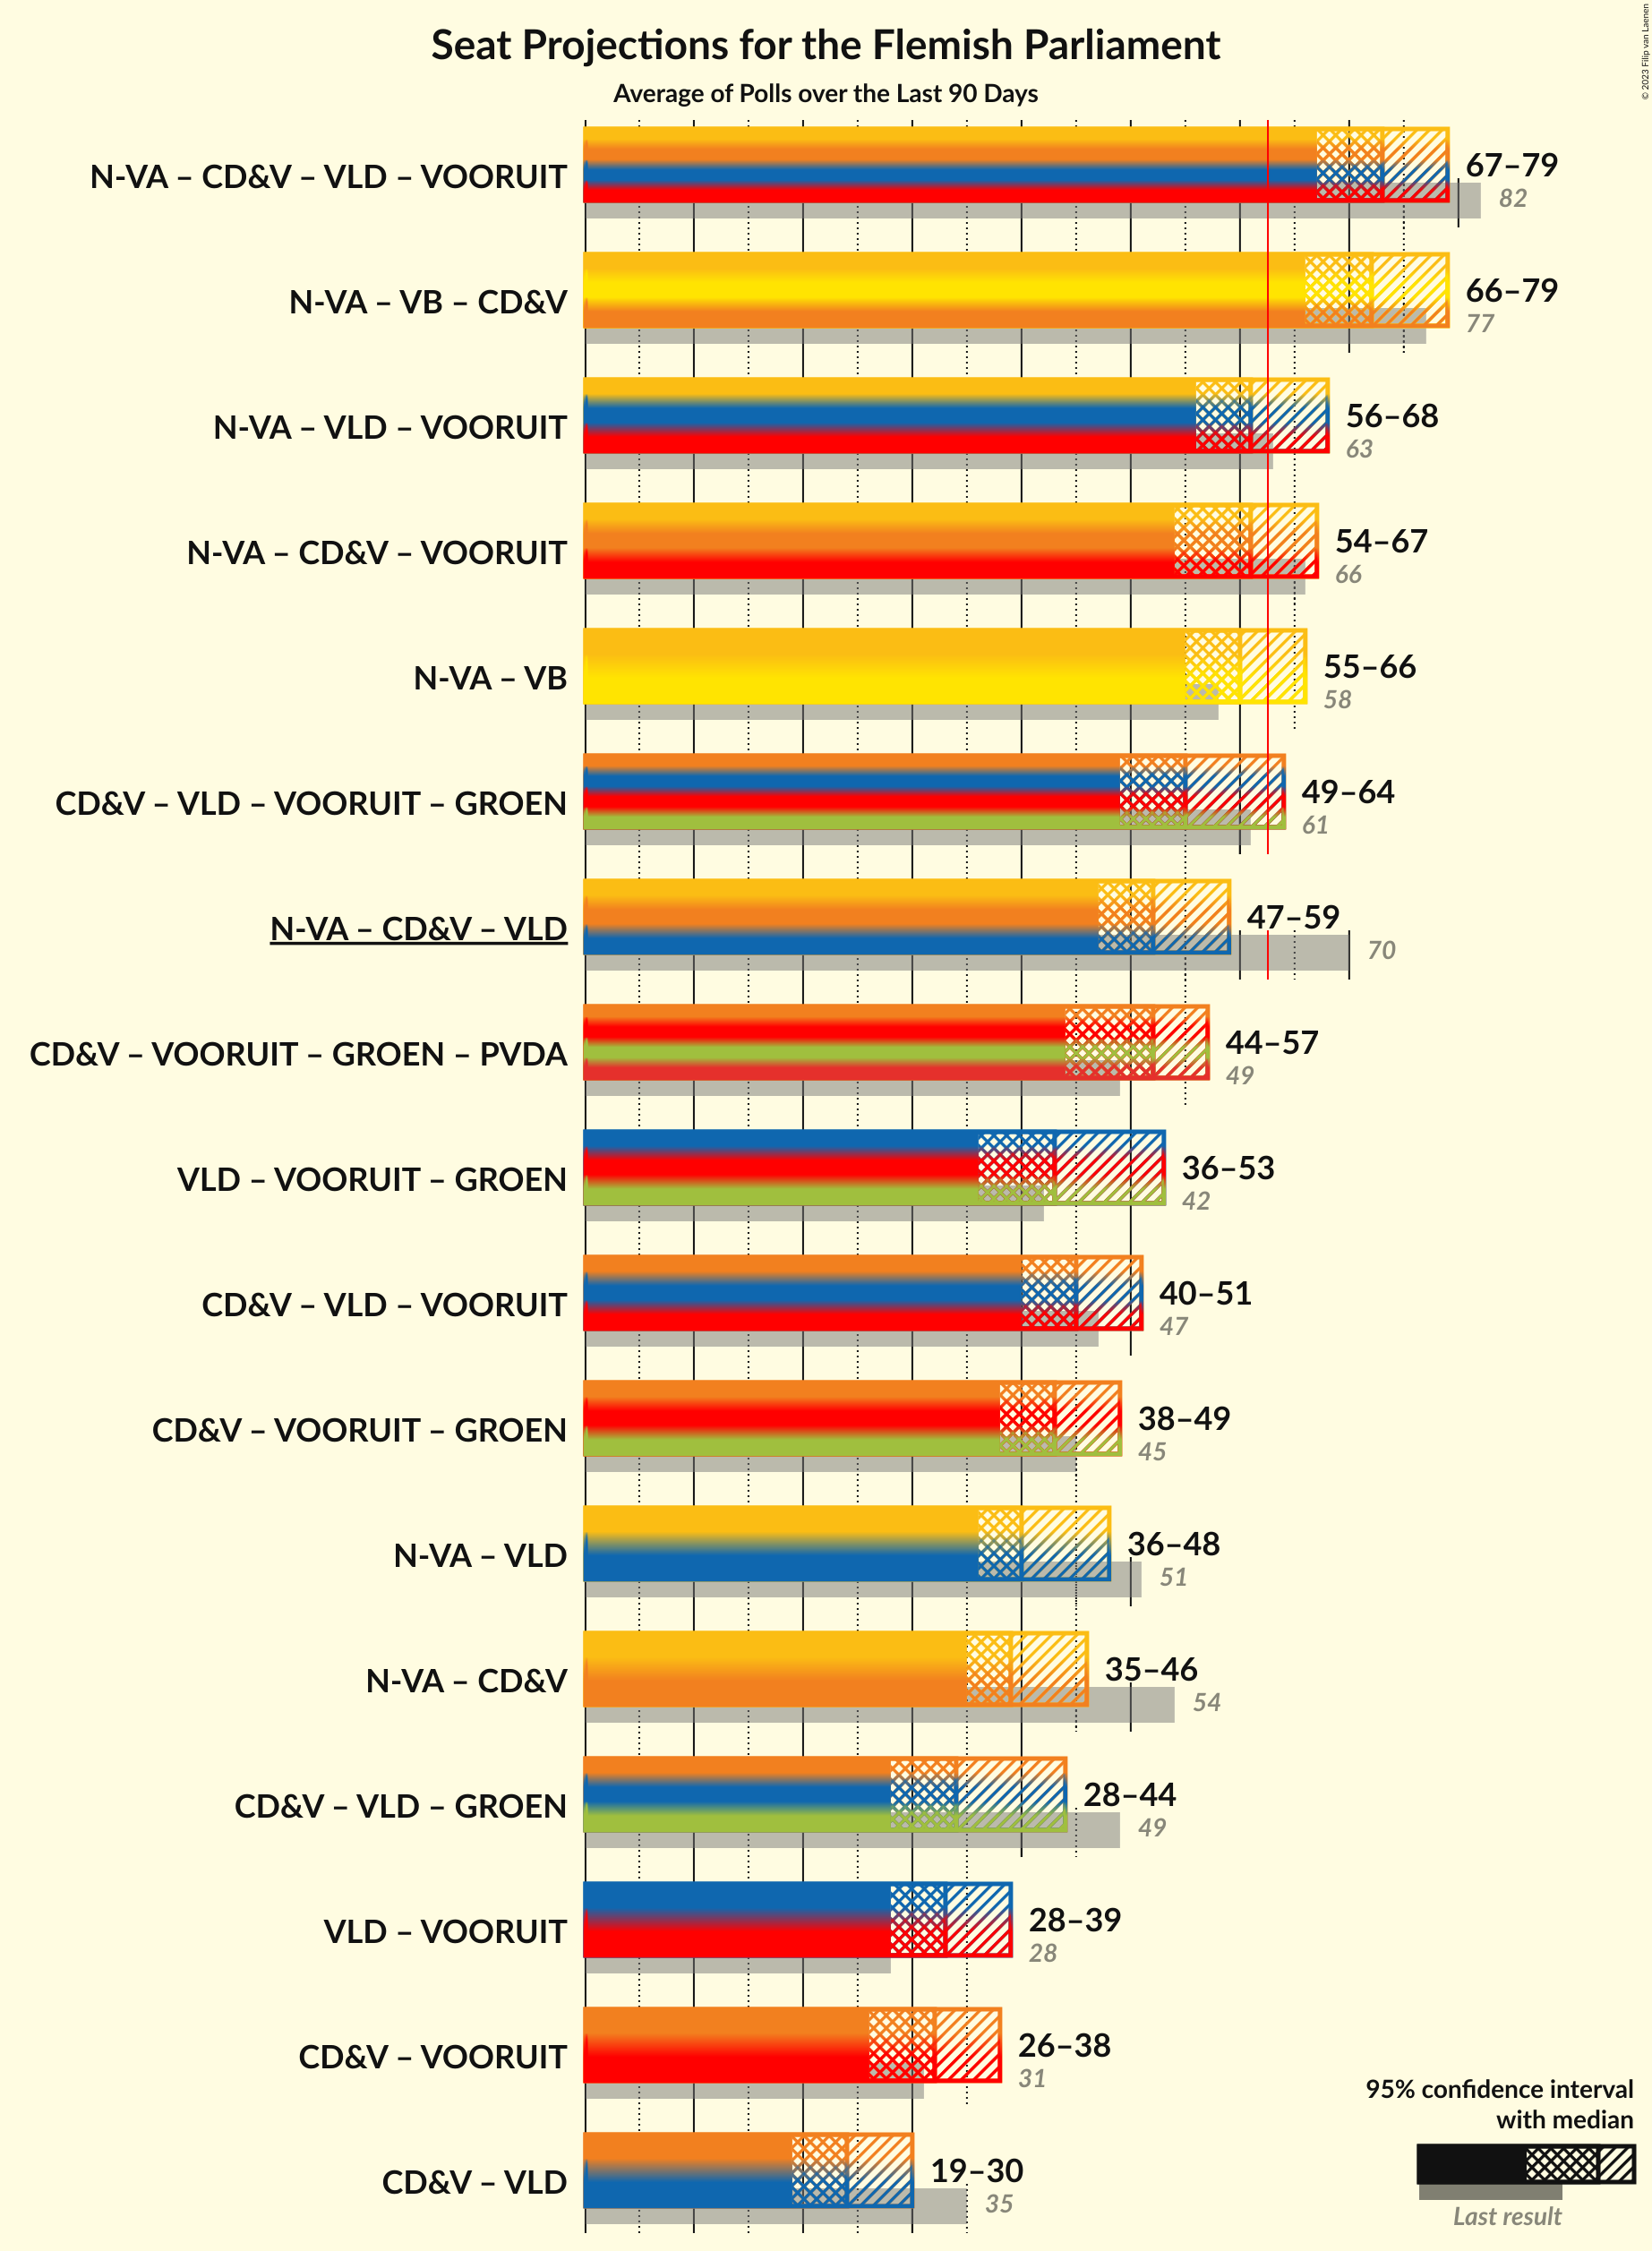 Seat Projections for the Flemish Parliament
Average of Polls over the Last 90 Days
© 2023 Filip van Laenen
N-VA – CD&V – VLD – VOORUIT
67–79
82
N-VA – VB – CD&V
66–79
77
N-VA – VLD – VOORUIT
56–68
63
N-VA – CD&V – VOORUIT
54–67
66
N-VA – VB
55–66
58
CD&V – VLD – VOORUIT – GROEN
49–64
61
N-VA – CD&V – VLD
47–59
70
CD&V – VOORUIT – GROEN – PVDA
44–57
49
VLD – VOORUIT – GROEN
36–53
42
CD&V – VLD – VOORUIT
40–51
47
CD&V – VOORUIT – GROEN
38–49
45
N-VA – VLD
36–48
51
N-VA – CD&V
35–46
54
CD&V – VLD – GROEN
28–44
49
VLD – VOORUIT
28–39
28
CD&V – VOORUIT
26–38
31
CD&V – VLD
19–30
35
95% confidence interval
with median
Last result